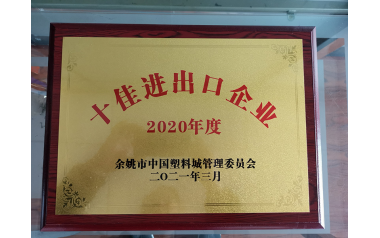 十佳进出口企业
2020年度
余姚市中国塑料城管理委员会
二〇二一年三月